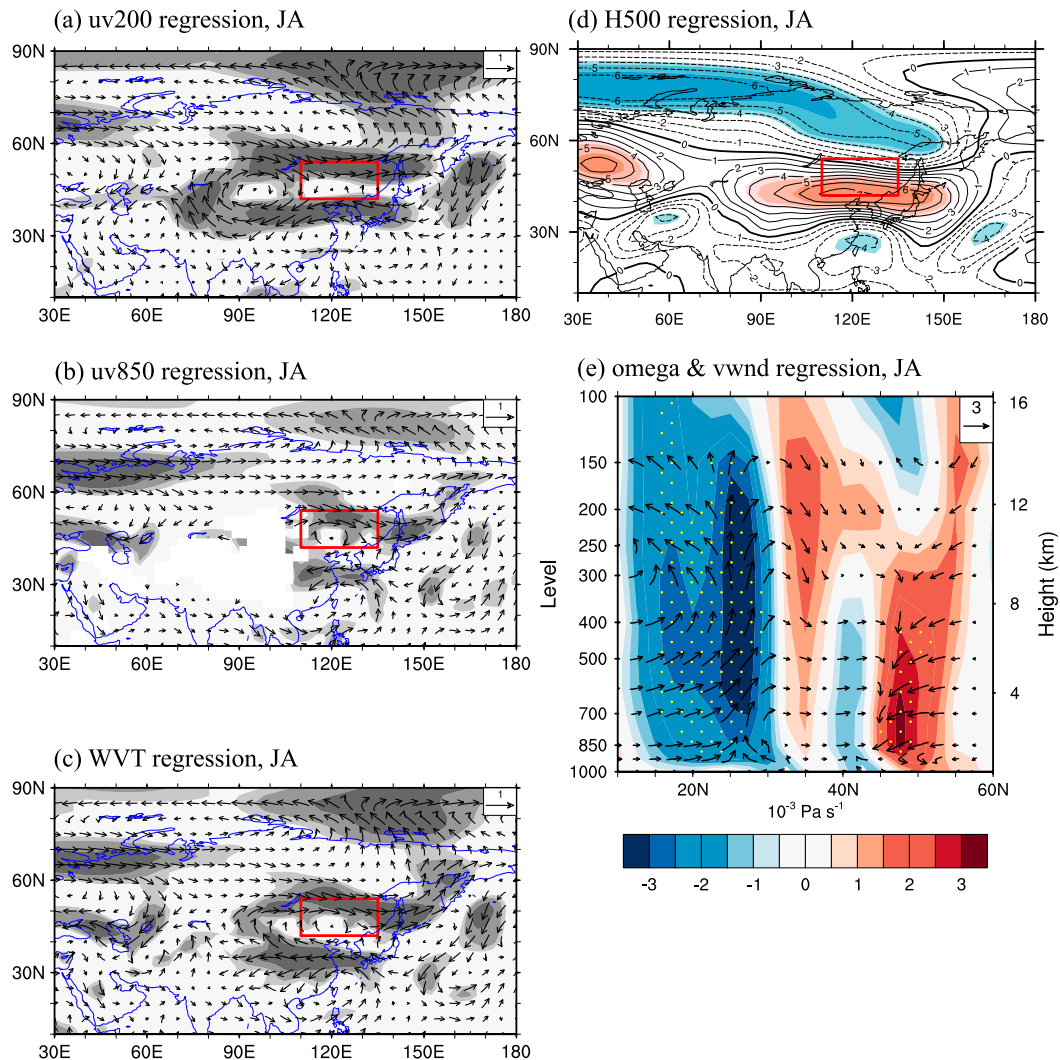 (a) uv200 regression, JA
90N
60N
30N
30E 60E 90E 120E 150E 180
1
(b) uv850 regression, JA
90N
60N
30N
30E 60E 90E 120E 150E 180
1
(c) WVT regression, JA
90N
60N
30N
30E 60E 90E 120E 150E 180
1
(d) H500 regression, JA
90N
60N
30N
30E 60E 90E 120E 150E 180
(e) omega & vwnd regression, JA
3
Level
100
150
200
250
300
400
500
700
850
1000
16
12
8
4
Height (km)
20N 40N 60N
10⁻³ Pa s⁻¹
-3 -2 -1 0 1 2 3